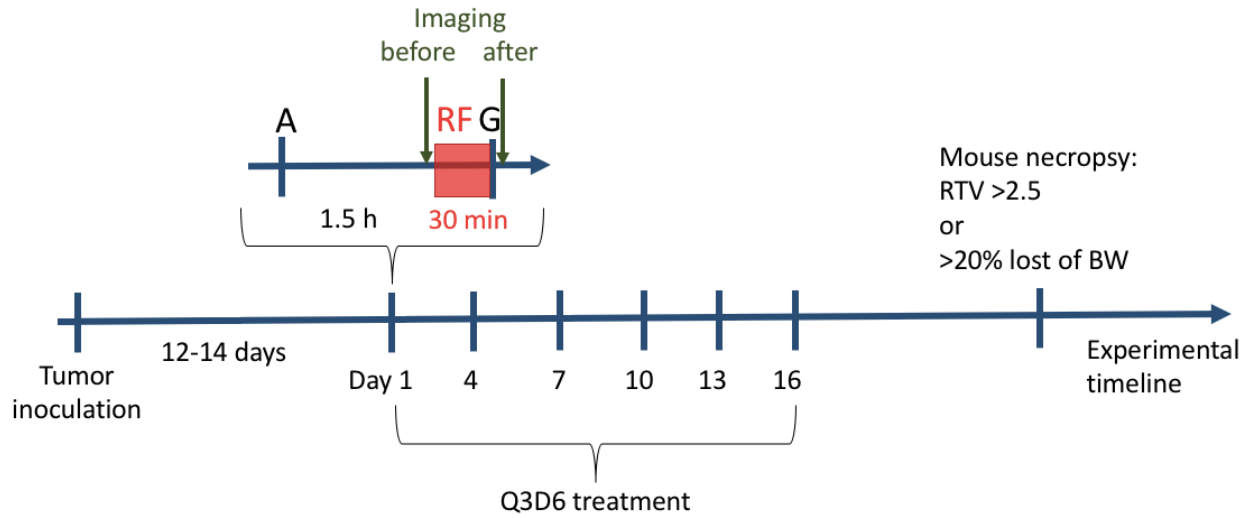 Imaging
before after
A
RF G
1.5 h
30 min
Mouse necropsy:
RTV >2.5
or
>20% lost of BW
12-14 days
Tumor
inoculation
Day 1
4
7
10
13
16
Experimental
timeline
Q3D6 treatment